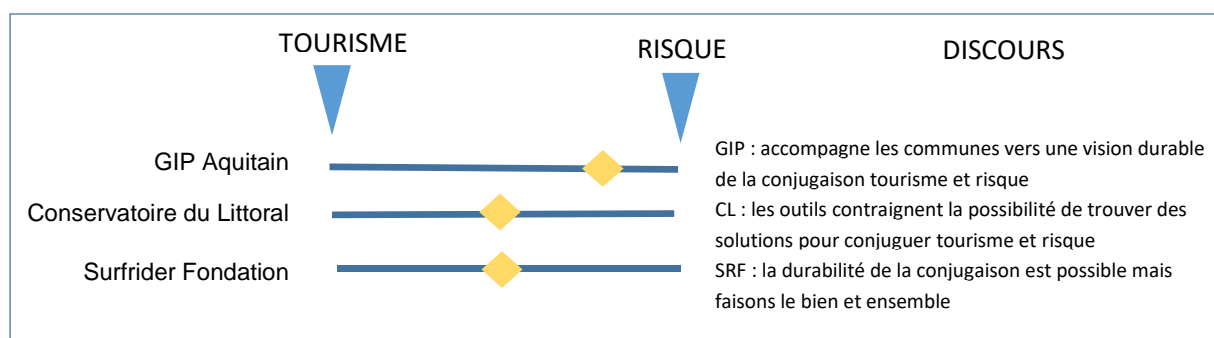 TOURISME
RISQUE
DISCOURS
GIP Aquitain
Conservatoire du Littoral
Surfrider Fondation
GIP : accompagne les communes vers une vision durable
de la conjugaison tourisme et risque
CL : les outils contraignent la possibilité de trouver des
solutions pour conjuguer tourisme et risque
SRF : la durabilité de la conjugaison est possible mais
faisons le bien et ensemble